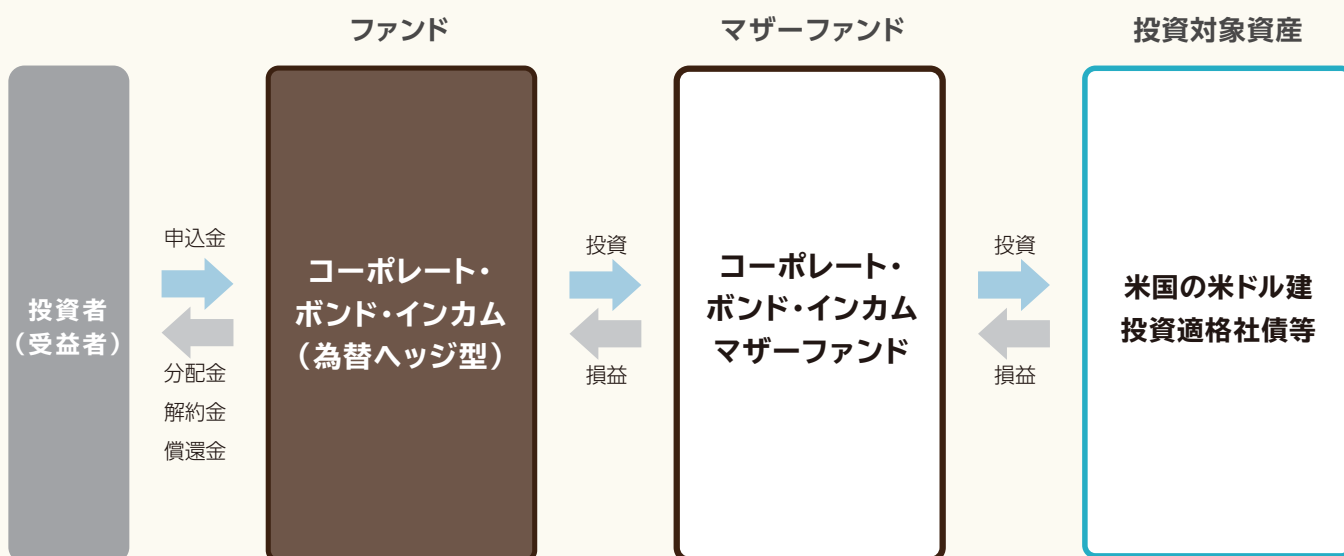 ファンド
マザーファンド
投資対象資産
投資者
（受益者）
申込金
分配金
解約金
償還金
コーポレート・
ボンド・インカム
（為替ヘッジ型）
投資
損益
コーポレート・
ボンド・インカム
マザーファンド
投資
損益
米国の米ドル建
投資適格社債等